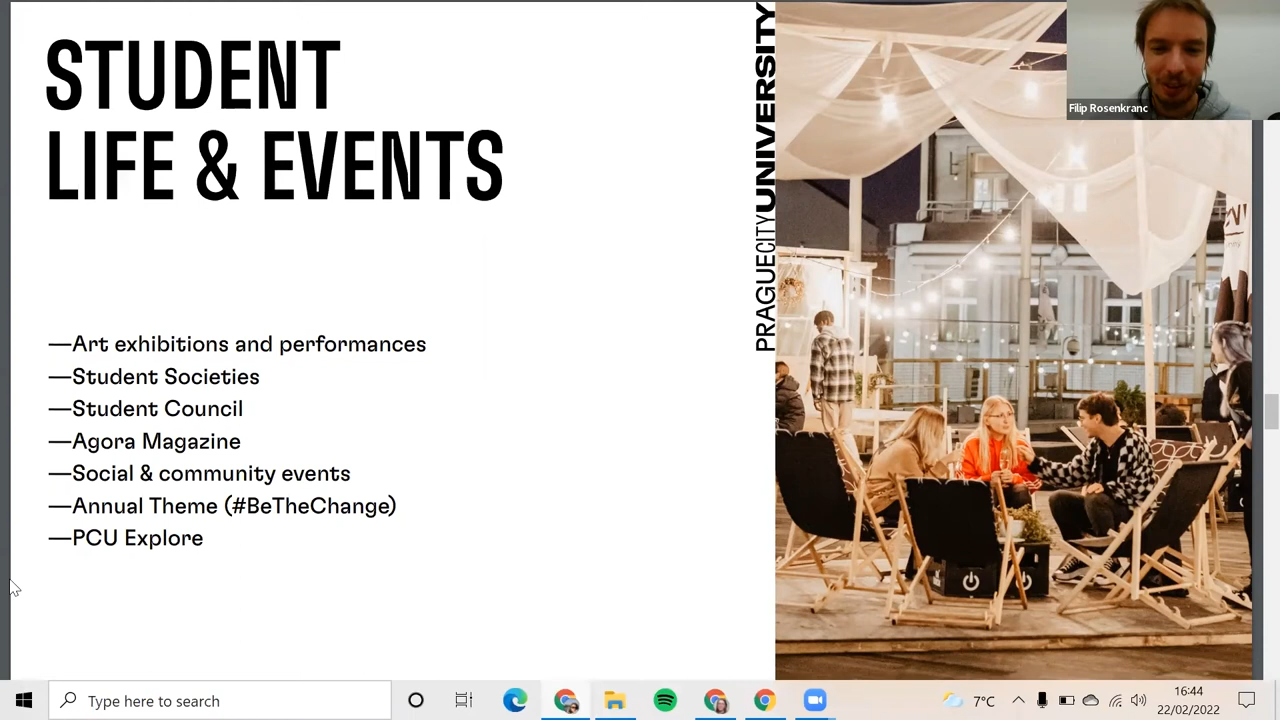 STUDENT
LIFE & EVENTS
—Art exhibitions and performances
—Student Societies
—Student Council
—Agora Magazine
—Social & community events
—Annual Theme (#BeTheChange)
—PCU Explore
PRAGUECITYUNIVERSITY
Filip Rosenkranc
Type here to search
7°C
16:44
22/02/2022